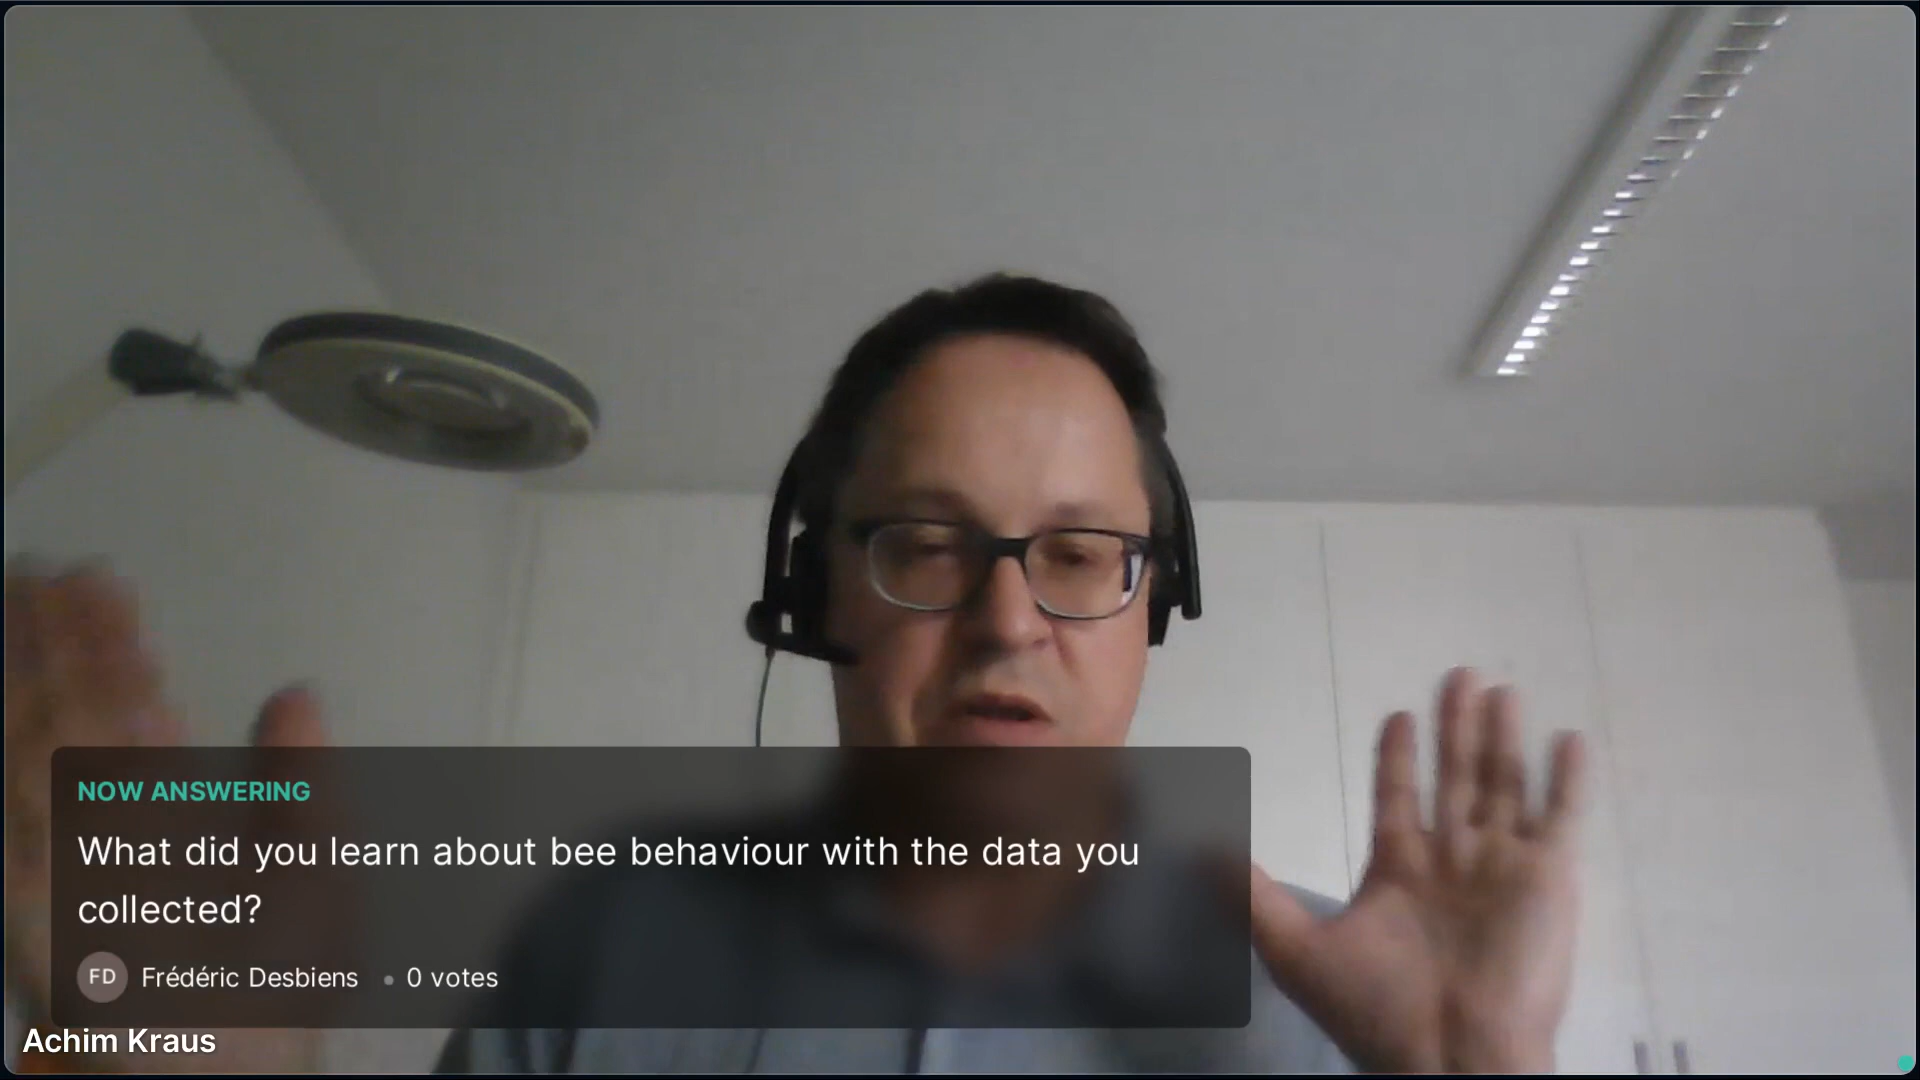 NOW ANSWERING
What did you learn about bee behaviour with the data you
collected?
FD Frédéric Desbiens • 0 votes
Achim Kraus